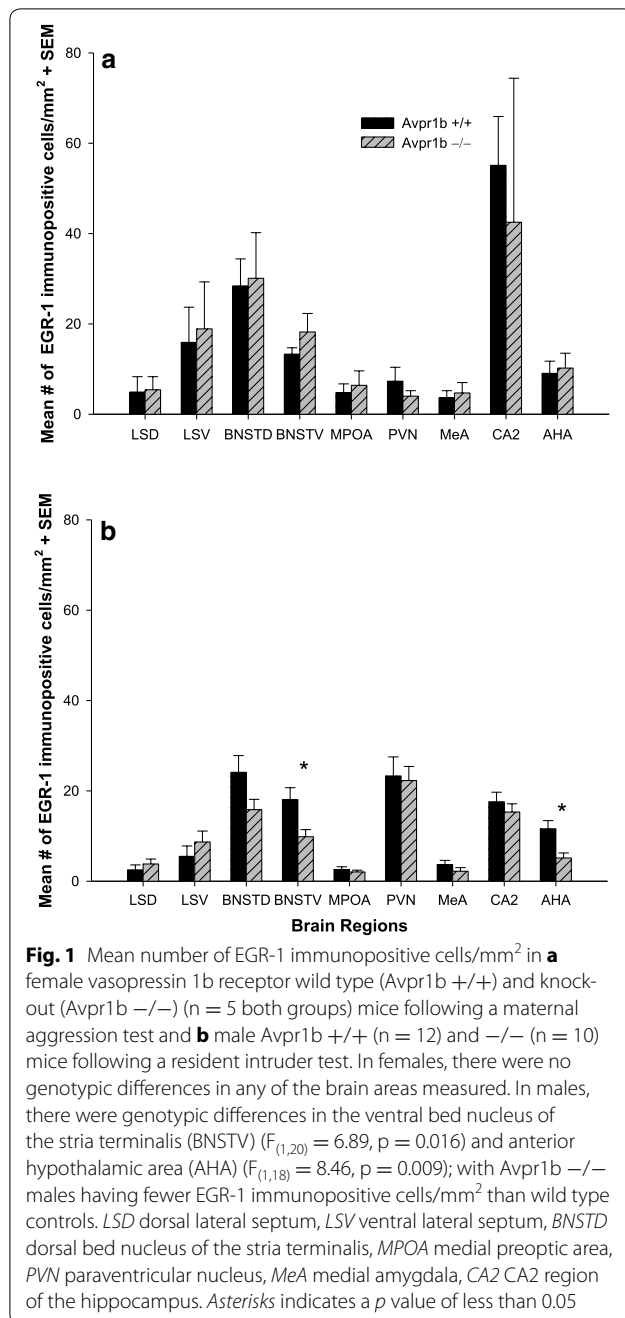 a
Mean # of EGR-1 immunopositive cells/mm² + SEM
80
60
40
20
0
Avpr1b +/+
Avpr1b −/−
LSD LSV BNSTD BNSTV MPOA PVN MeA CA2 AHA
b
Mean # of EGR-1 immunopositive cells/mm² + SEM
80
60
40
20
0
*
*
LSD LSV BNSTD BNSTV MPOA PVN MeA CA2 AHA
Brain Regions
Fig. 1 Mean number of EGR-1 immunopositive cells/mm² in a
female vasopressin 1b receptor wild type (Avpr1b +/+) and knock-
out (Avpr1b −/−) (n = 5 both groups) mice following a maternal
aggression test and b male Avpr1b +/+ (n = 12) and −/− (n = 10)
mice following a resident intruder test. In females, there were no
genotypic differences in any of the brain areas measured. In males,
there were genotypic differences in the ventral bed nucleus of
the stria terminalis (BNSTV) (F(1,20) = 6.89, p = 0.016) and anterior
hypothalamic area (AHA) (F(1,18) = 8.46, p = 0.009); with Avpr1b −/−
males having fewer EGR-1 immunopositive cells/mm² than wild type
controls. LSD dorsal lateral septum, LSV ventral lateral septum, BNSTD
dorsal bed nucleus of the stria terminalis, MPOA medial preoptic area,
PVN paraventricular nucleus, MeA medial amygdala, CA2 CA2 region
of the hippocampus. Asterisks indicates a p value of less than 0.05